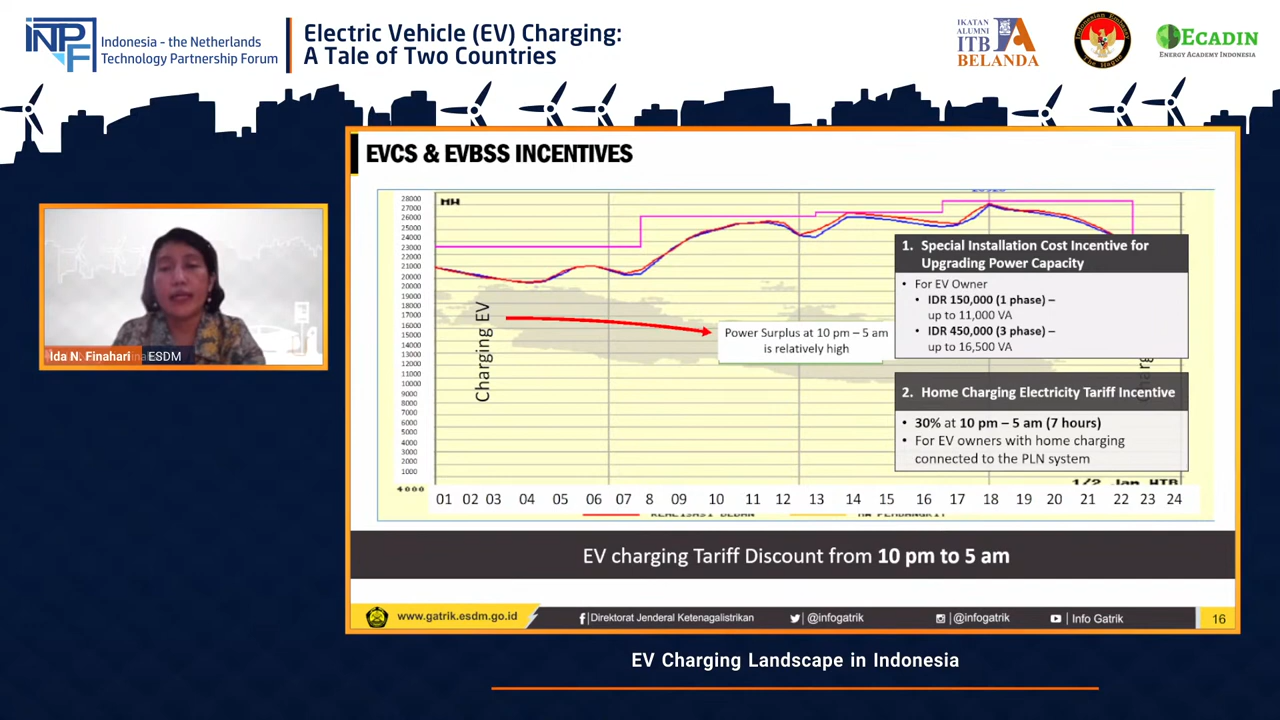 INPF
Indonesia - the Netherlands
Technology Partnership Forum
Electric Vehicle (EV) Charging:
A Tale of Two Countries
IKATAN
ALUMNI
ITB
BELANDA
ECADIN
ENERGY ACADEMY INDONESIA
EVCS & EVBSS INCENTIVES
MW
28000
27000
26000
24000
23000
22000
21000
20000
19000
18000
17000
16000
15000
14000
13000
12000
11000
10000
9000
8000
7000
6000
5000
4000
3000
2000
1000
4000
Charging EV
Power Surplus at 10 pm – 5 am
is relatively high
1. Special Installation Cost Incentive for
Upgrading Power Capacity
• For EV Owner
• IDR 150,000 (1 phase) –
up to 11,000 VA
• IDR 450,000 (3 phase) –
up to 16,500 VA
2. Home Charging Electricity Tariff Incentive
• 30% at 10 pm – 5 am (7 hours)
• For EV owners with home charging
connected to the PLN system
01 02 03 04 05 06 07 8 09 10 11 12 13 14 15 16 17 18 19 20 21 22 23 24
EV charging Tariff Discount from 10 pm to 5 am
www.gatrik.esdm.go.id
Direktorat Jenderal Ketenagalistrikan
@infogatrik
@infogatrik
Info Gatrik
16
Ida N. Finahari ESDM
EV Charging Landscape in Indonesia